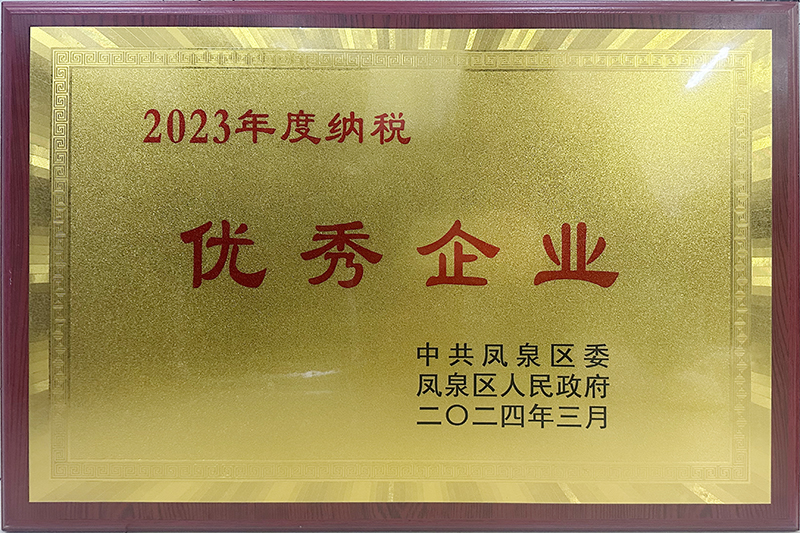 2023年度纳税
优秀企业
中共凤泉区委
凤泉区人民政府
二〇二四年三月